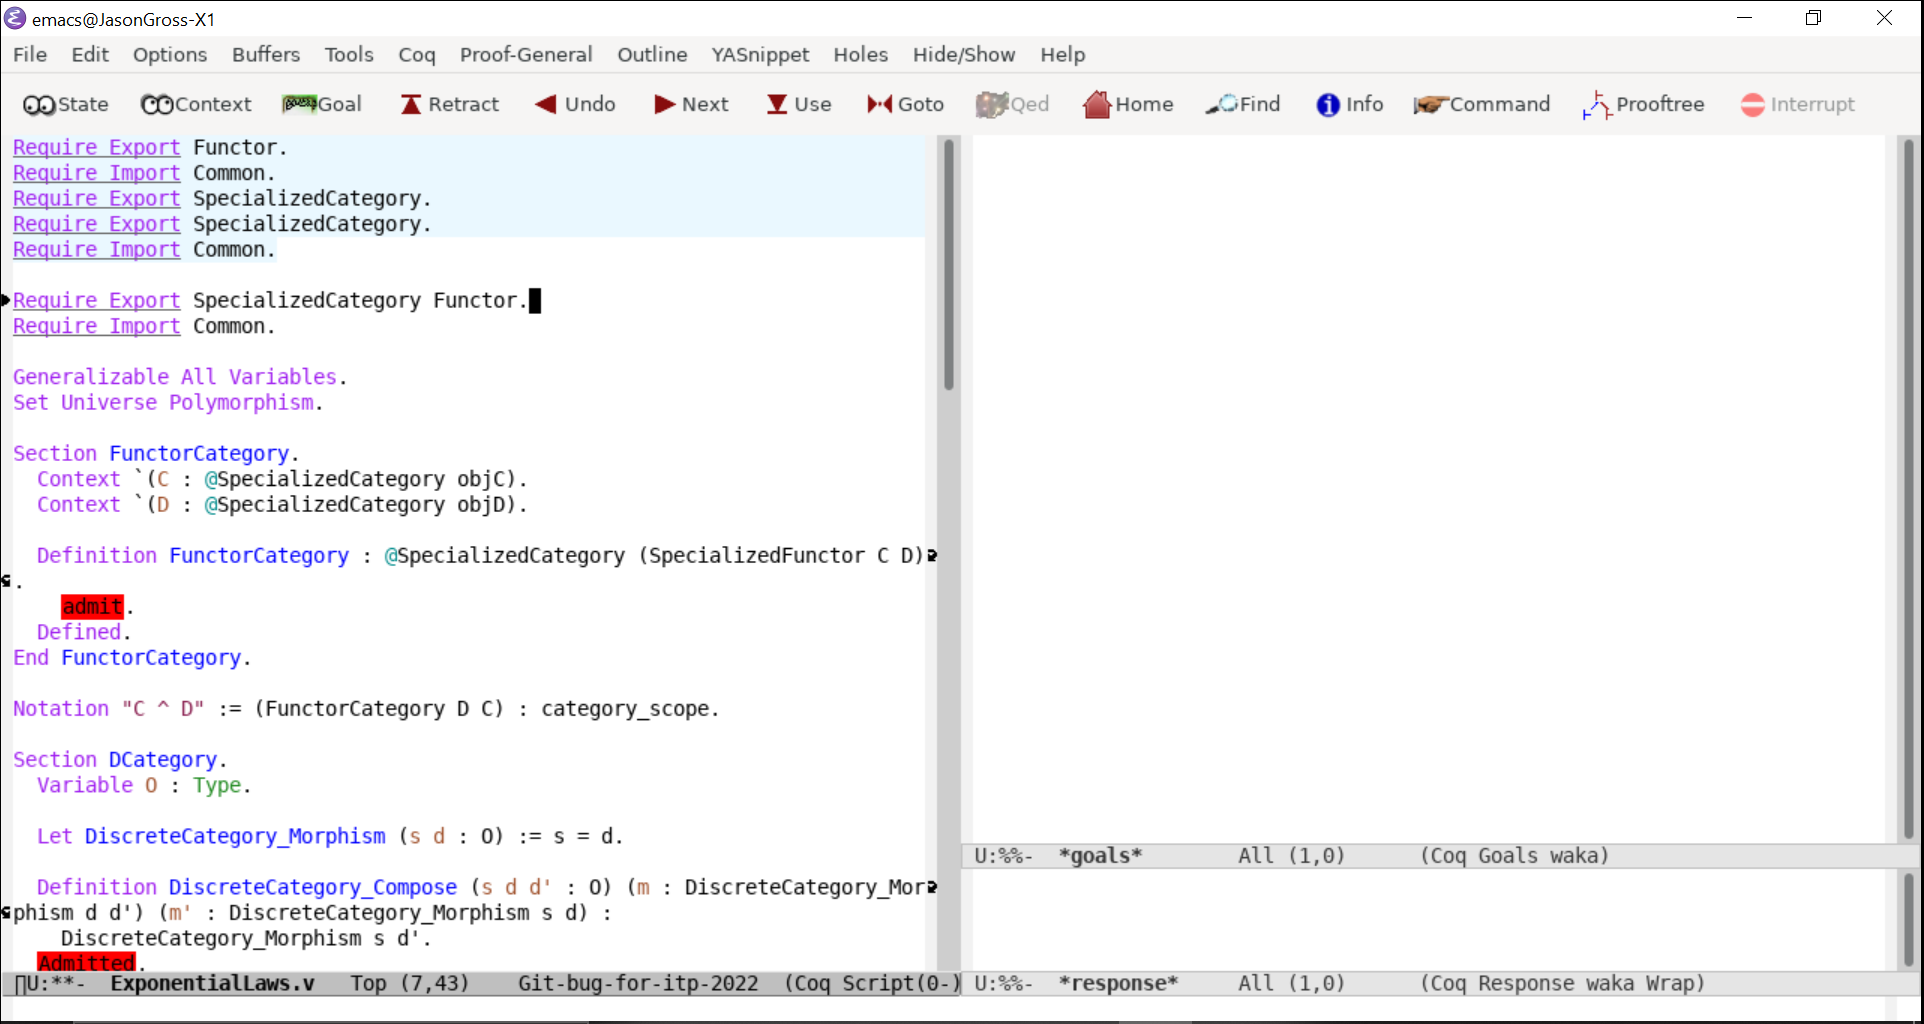 emacs@JasonGross-X1
File Edit Options Buffers Tools Coq Proof-General Outline YASnippet Holes Hide/Show Help
State Context Goal Retract Undo Next Use Goto Qed Home Find Info Command Prooftree Interrupt
Require Export Functor.
Require Import Common.
Require Export SpecializedCategory.
Require Export SpecializedCategory.
Require Import Common.
Require Export SpecializedCategory Functor.
Require Import Common.
Generalizable All Variables.
Set Universe Polymorphism.
Section FunctorCategory.
Context `(C : @SpecializedCategory objC).
Context `(D : @SpecializedCategory objD).
Definition FunctorCategory : @SpecializedCategory (SpecializedFunctor C D)
.
admit.
Defined.
End FunctorCategory.
Notation "C ^ D" := (FunctorCategory D C) : category_scope.
Section DCategory.
Variable O : Type.
Let DiscreteCategory_Morphism (s d : O) := s = d.
Definition DiscreteCategory_Compose (s d d' : O) (m : DiscreteCategory_Mor
phism d d') (m' : DiscreteCategory_Morphism s d) :
DiscreteCategory_Morphism s d'.
Admitted.
U:**- ExponentialLaws.v Top (7,43) Git-bug-for-itp-2022 (Coq Script(0-)
U:%%- *goals* All (1,0) (Coq Goals waka)
U:%%- *response* All (1,0) (Coq Response waka Wrap)